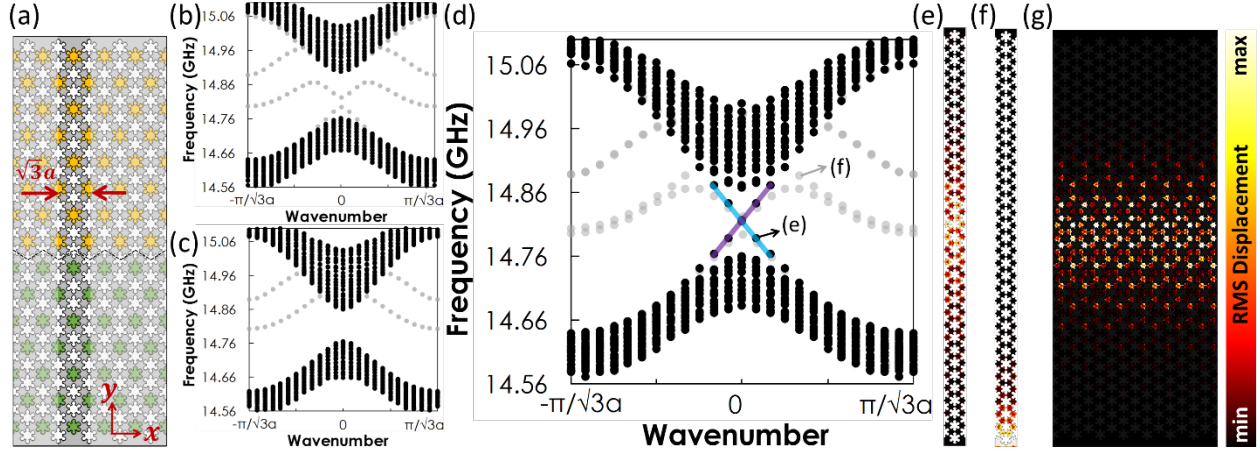 (a)
√3a
y
x
(b)
Frequency (GHz)
15.06
14.96
14.86
14.76
14.66
14.56
-π/√3a
0
π/√3a
Wavenumber
(c)
Frequency (GHz)
15.06
14.96
14.86
14.76
14.66
14.56
-π/√3a
0
π/√3a
Wavenumber
(d)
Frequency (GHz)
15.06
14.96
14.86
14.76
14.66
14.56
(f)
(e)
-π/√3a
0
π/√3a
Wavenumber
(e)
(f)
(g)
max
RMS Displacement
min